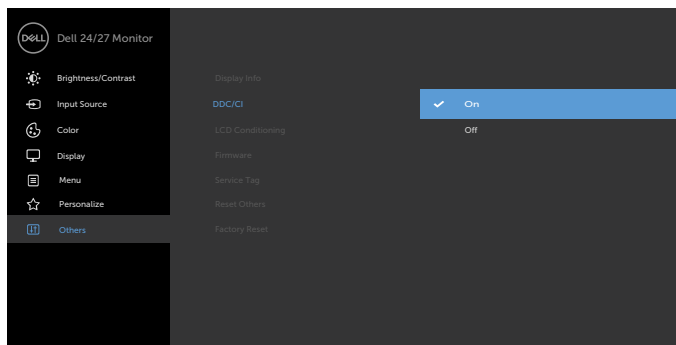 DELL
Dell 24/27 Monitor
Brightness/Contrast
Input Source
Color
Display
Menu
Personalize
Others
Display Info
DDC/CI
LCD Conditioning
Firmware
Service Tag
Reset Others
Factory Reset
On
Off